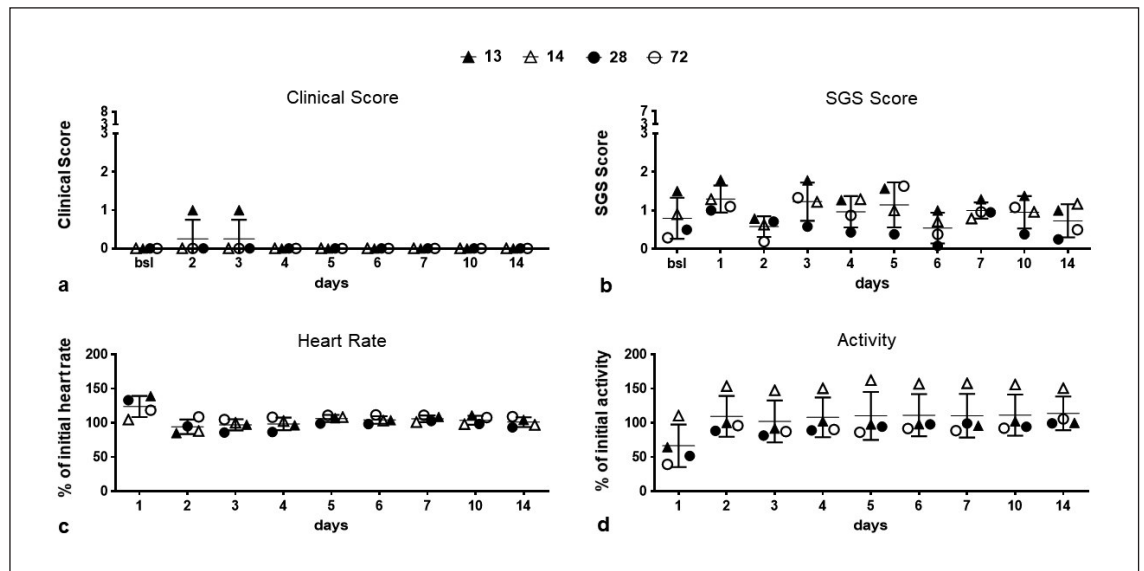 ▲ 13 △ 14 ● 28 ○ 72
Clinical Score
Clinical Score
8
3
3
2
1
0
bsl 2 3 4 5 6 7 10 14
days
a
SGS Score
SGS Score
7
3
3
2
1
0
bsl 1 2 3 4 5 6 7 10 14
days
b
Heart Rate
% of initial heart rate
200
150
100
50
0
1 2 3 4 5 6 7 10 14
days
c
Activity
% of initial activity
200
150
100
50
0
1 2 3 4 5 6 7 10 14
days
d